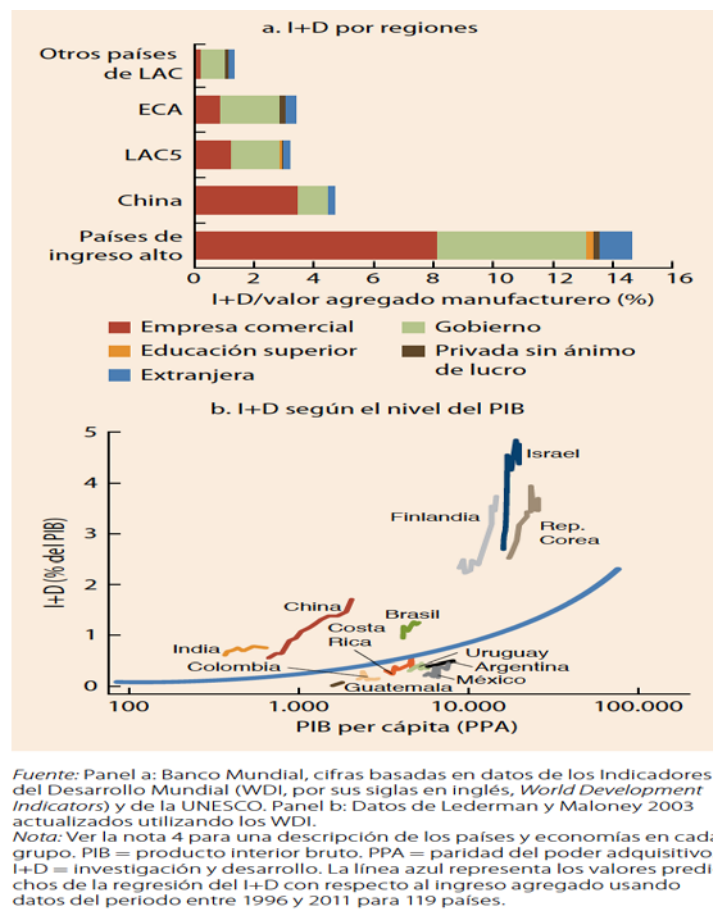 a. I+D por regiones
Otros países
de LAC
ECA
LAC5
China
Países de
ingreso alto
0 2 4 6 8 10 12 14 16
I+D/valor agregado manufacturero (%)
Empresa comercial
Gobierno
Educación superior
Privada sin ánimo
de lucro
Extranjera
b. I+D según el nivel del PIB
I+D (% del PIB)
5
4
3
2
1
0
Israel
Finlandia
Rep.
Corea
China
Brasil
Costa
Rica
India
Uruguay
Colombia
Argentina
México
Guatemala
100 1.000 10.000 100.000
PIB per cápita (PPA)
Fuente: Panel a: Banco Mundial, cifras basadas en datos de los Indicadores
del Desarrollo Mundial (WDI, por sus siglas en inglés, World Development
Indicators) y de la UNESCO. Panel b: Datos de Lederman y Maloney 2003
actualizados utilizando los WDI.
Nota: Ver la nota 4 para una descripción de los países y economías en cada
grupo. PIB = producto interior bruto. PPA = paridad del poder adquisitivo
I+D = investigación y desarrollo. La línea azul representa los valores predi
chos de la regresión del I+D con respecto al ingreso agregado usando
datos del periodo entre 1996 y 2011 para 119 países.